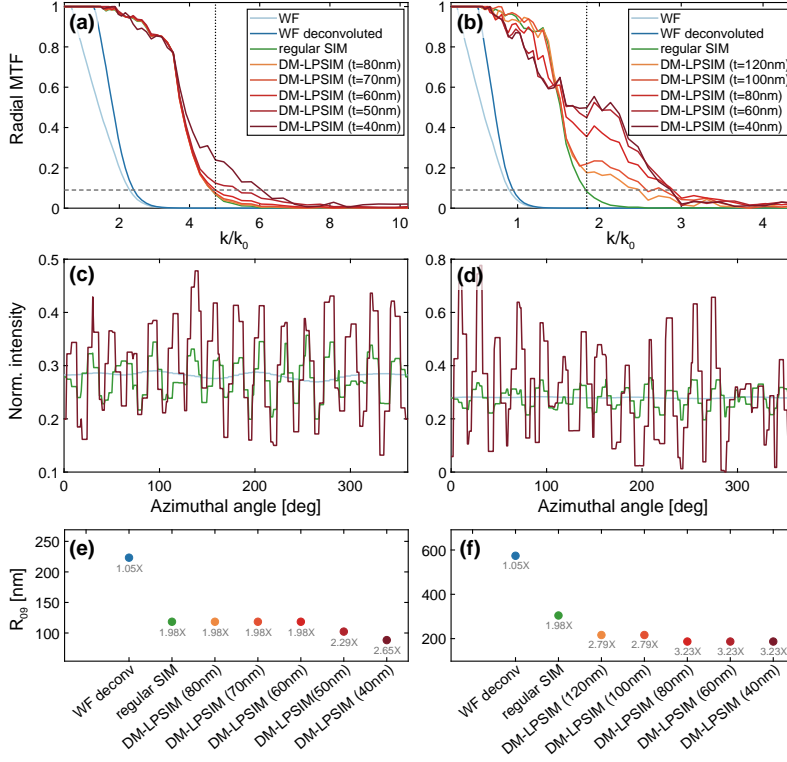 (a)
WF
WF deconvoluted
regular SIM
DM-LPSIM (t=80nm)
DM-LPSIM (t=70nm)
DM-LPSIM (t=60nm)
DM-LPSIM (t=50nm)
DM-LPSIM (t=40nm)
Radial MTF
1
0.8
0.6
0.4
0.2
0
2 4 6 8 10
k/k0
(b)
WF
WF deconvoluted
regular SIM
DM-LPSIM (t=120nm)
DM-LPSIM (t=100nm)
DM-LPSIM (t=80nm)
DM-LPSIM (t=60nm)
DM-LPSIM (t=40nm)
1
0.8
0.6
0.4
0.2
0
1 2 3 4
k/k0
(c)
Norm. intensity
0.5
0.4
0.3
0.2
0.1
0 100 200 300
Azimuthal angle [deg]
(d)
0.8
0.6
0.4
0.2
0
0 100 200 300
Azimuthal angle [deg]
(e)
R09 [nm]
250
200
150
100
1.05X
1.98X
1.98X
1.98X
1.98X
2.29X
2.65X
WF deconv
regular SIM
DM-LPSIM (80nm)
DM-LPSIM (70nm)
DM-LPSIM (60nm)
DM-LPSIM(50nm)
DM-LPSIM (40nm)
(f)
600
400
200
1.05X
1.98X
2.79X
2.79X
3.23X
3.23X
3.23X
WF deconv
regular SIM
DM-LPSIM (120nm)
DM-LPSIM (100nm)
DM-LPSIM (80nm)
DM-LPSIM (60nm)
DM-LPSIM (40nm)